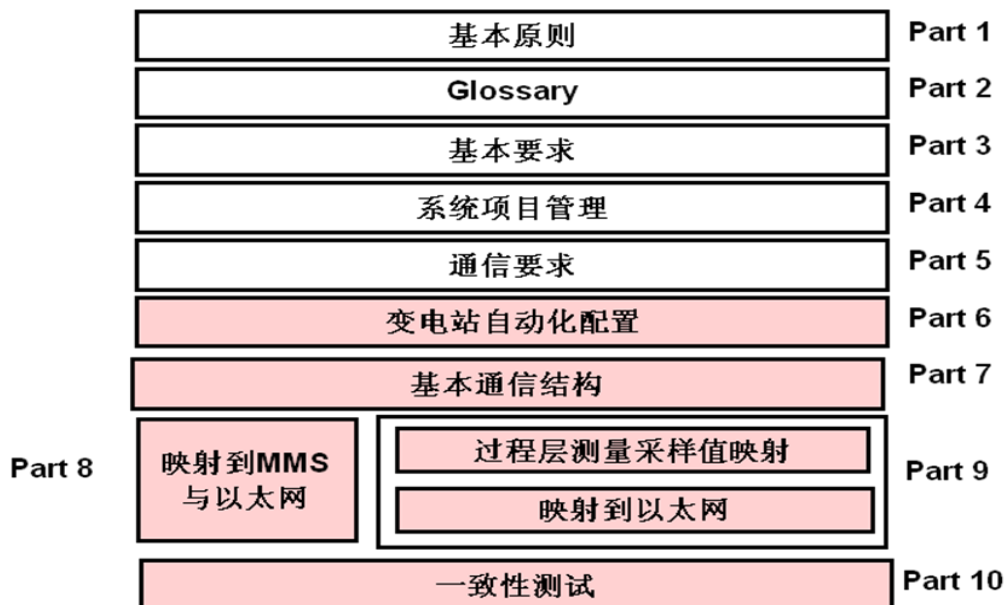 基本原则 Part 1
Glossary Part 2
基本要求 Part 3
系统项目管理 Part 4
通信要求 Part 5
变电站自动化配置 Part 6
基本通信结构 Part 7
Part 8
映射到MMS
与以太网
过程层测量采样值映射
映射到以太网
Part 9
一致性测试 Part 10